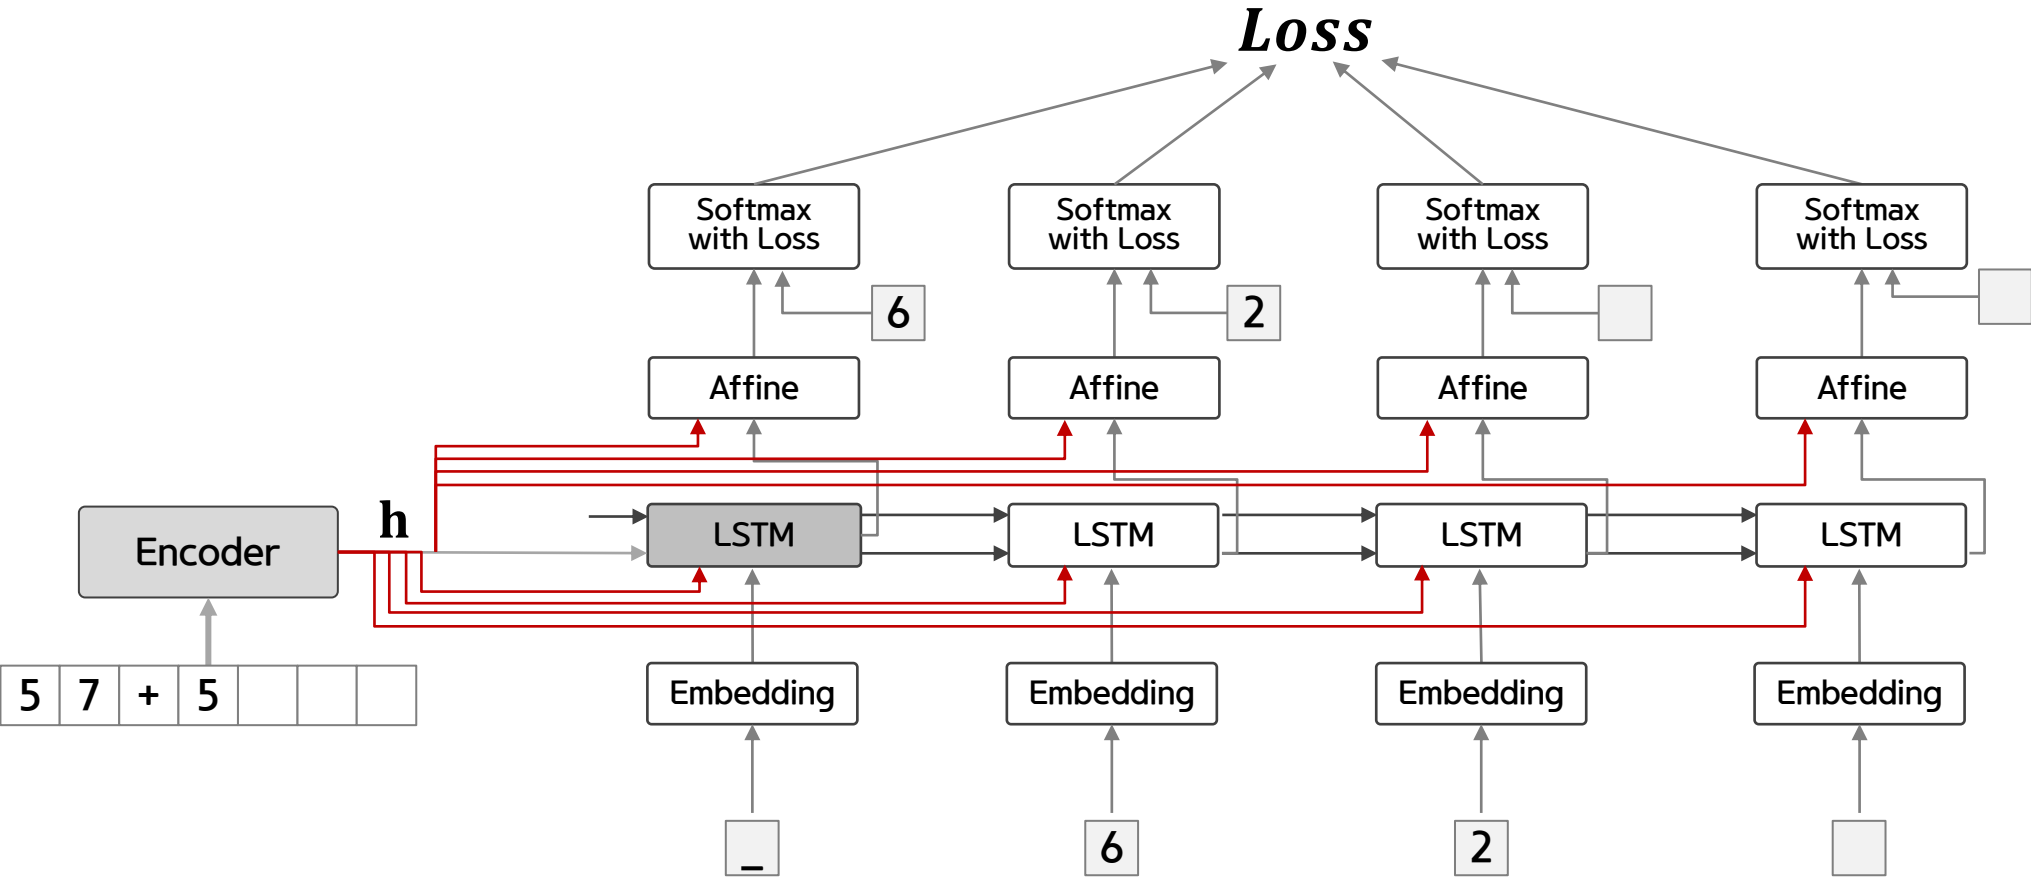 Loss
Softmax
with Loss
Softmax
with Loss
Softmax
with Loss
Softmax
with Loss
6
2
Affine
Affine
Affine
Affine
h
Encoder
LSTM
LSTM
LSTM
LSTM
5 7 + 5
Embedding
Embedding
Embedding
Embedding
_
6
2